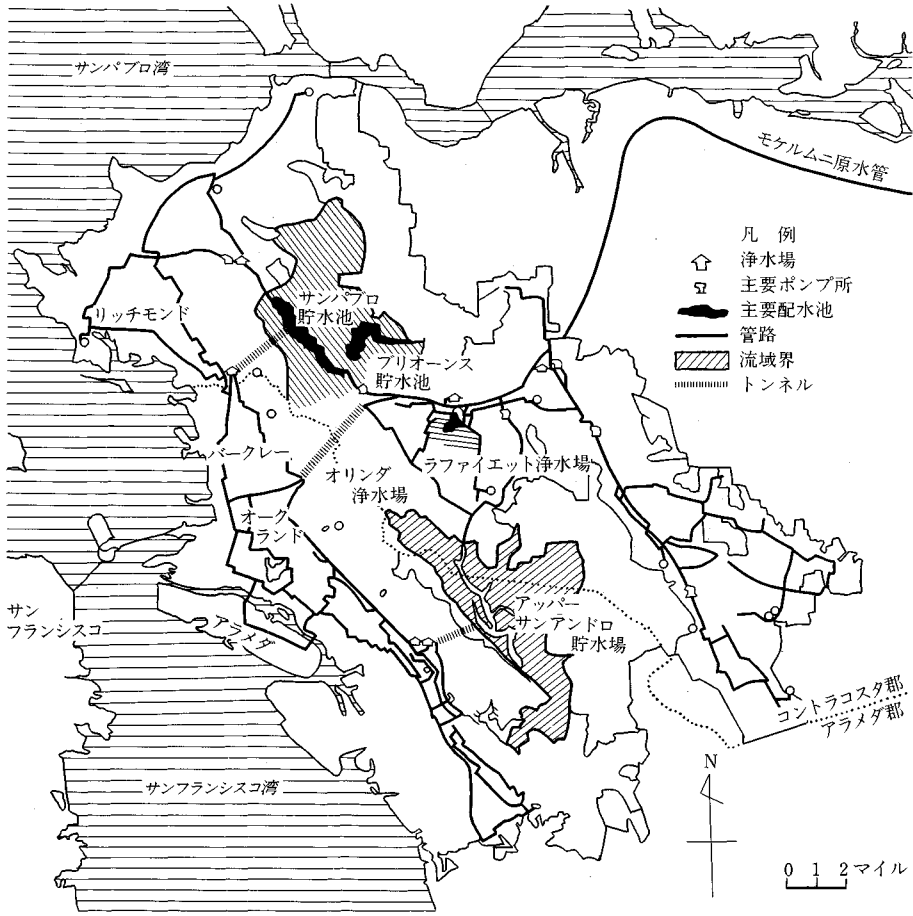 サンパブロ湾
モケルムニ原水管
凡例
浄水場
主要ポンプ所
主要配水池
管路
流域界
トンネル
リッチモンド
サンパブロ
貯水池
ブリオーンス
貯水池
バークレー
ラファイエット浄水場
オリンダ
浄水場
オーク
ランド
サン
フランシスコ
アラメダ
アッパー
サンアンドロ
貯水場
コントラコスタ郡
アラメダ郡
サンフランシスコ湾
N
0 1 2マイル